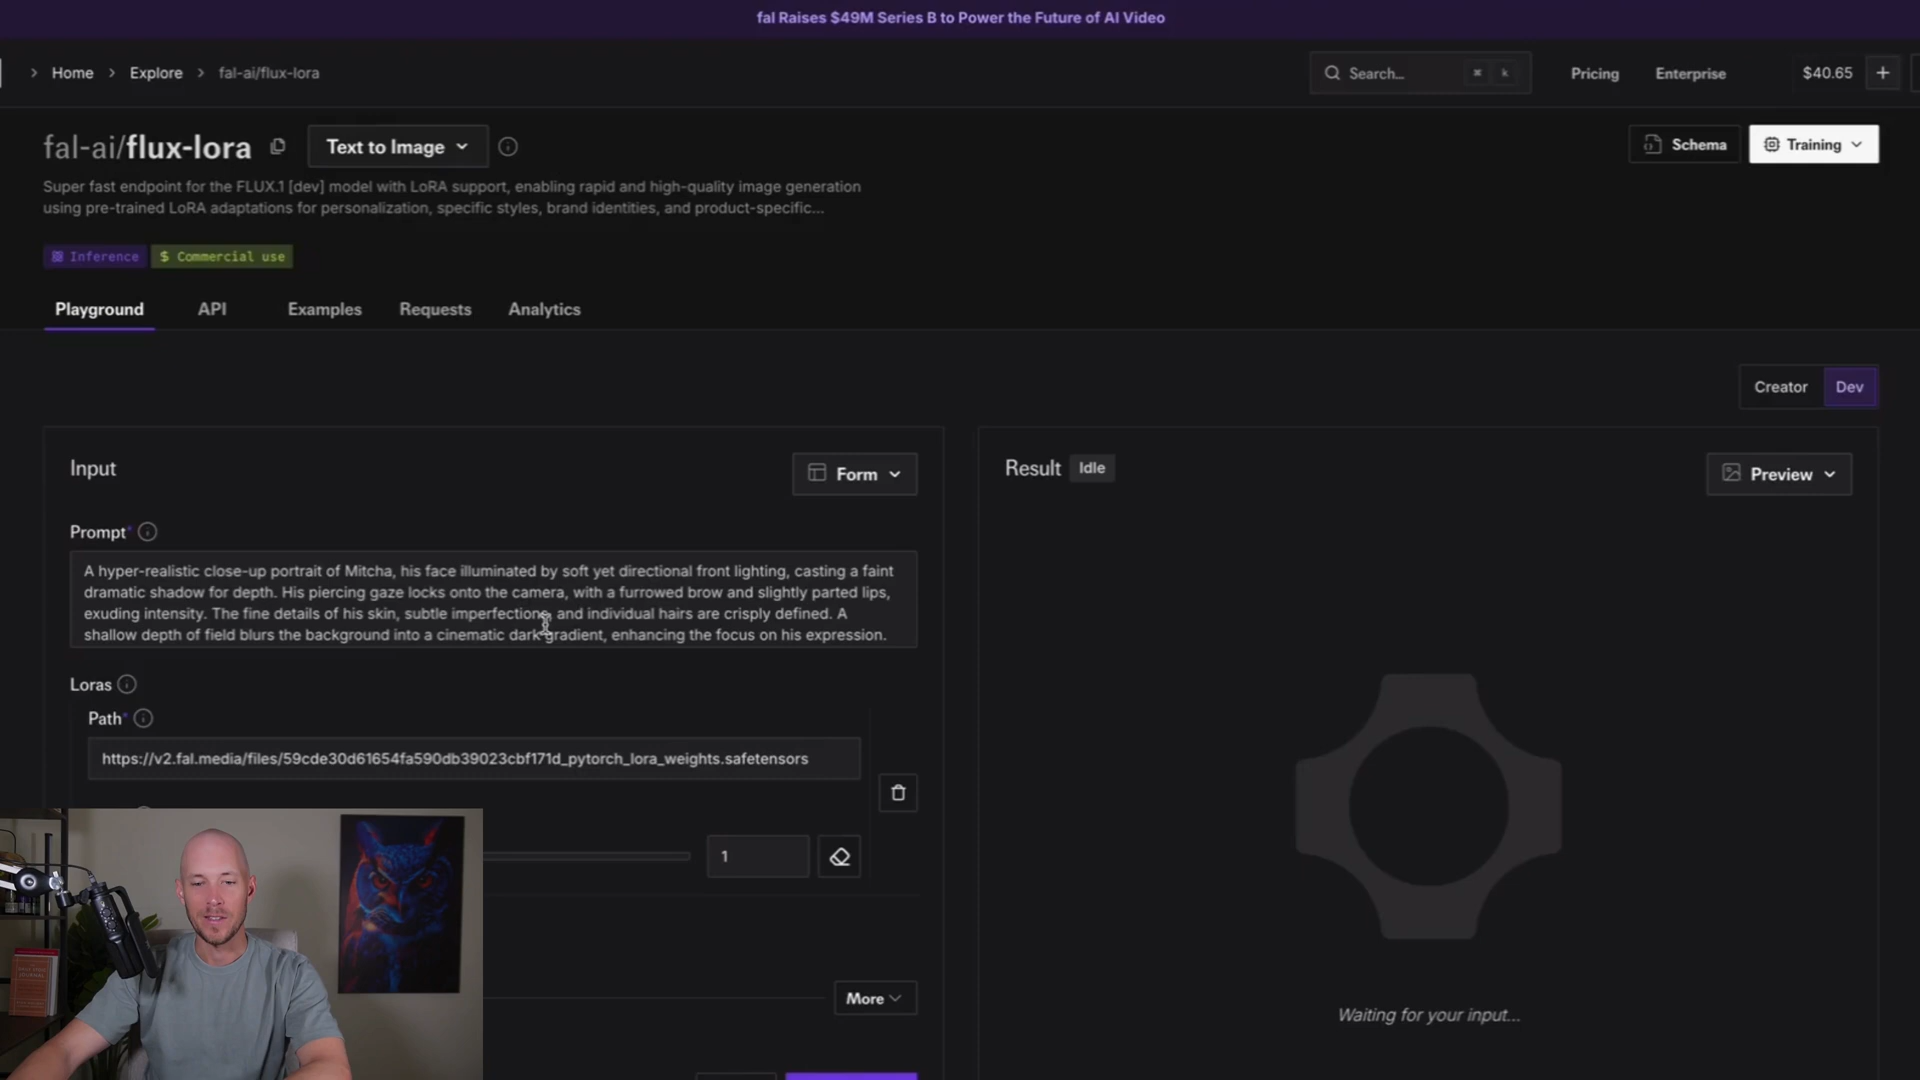 fal Raises $49M Series B to Power the Future of AI Video
Home
Explore
fal-ai/flux-lora
Search...
⌘
k
Pricing
Enterprise
$40.65
fal-ai/flux-lora
Text to Image
Schema
Training
Super fast endpoint for the FLUX.1 [dev] model with LoRA support, enabling rapid and high-quality image generation
using pre-trained LoRA adaptations for personalization, specific styles, brand identities, and product-specific...
Inference
$ Commercial use
Playground
API
Examples
Requests
Analytics
Creator
Dev
Input
Form
Result
Idle
Preview
Prompt*
A hyper-realistic close-up portrait of Mitcha, his face illuminated by soft yet directional front lighting, casting a faint
dramatic shadow for depth. His piercing gaze locks onto the camera, with a furrowed brow and slightly parted lips,
exuding intensity. The fine details of his skin, subtle imperfections, and individual hairs are crisply defined. A
shallow depth of field blurs the background into a cinematic dark gradient, enhancing the focus on his expression.
Loras
Path*
https://v2.fal.media/files/59cde30d61654fa590db39023cbf171d_pytorch_lora_weights.safetensors
1
More
Waiting for your input...